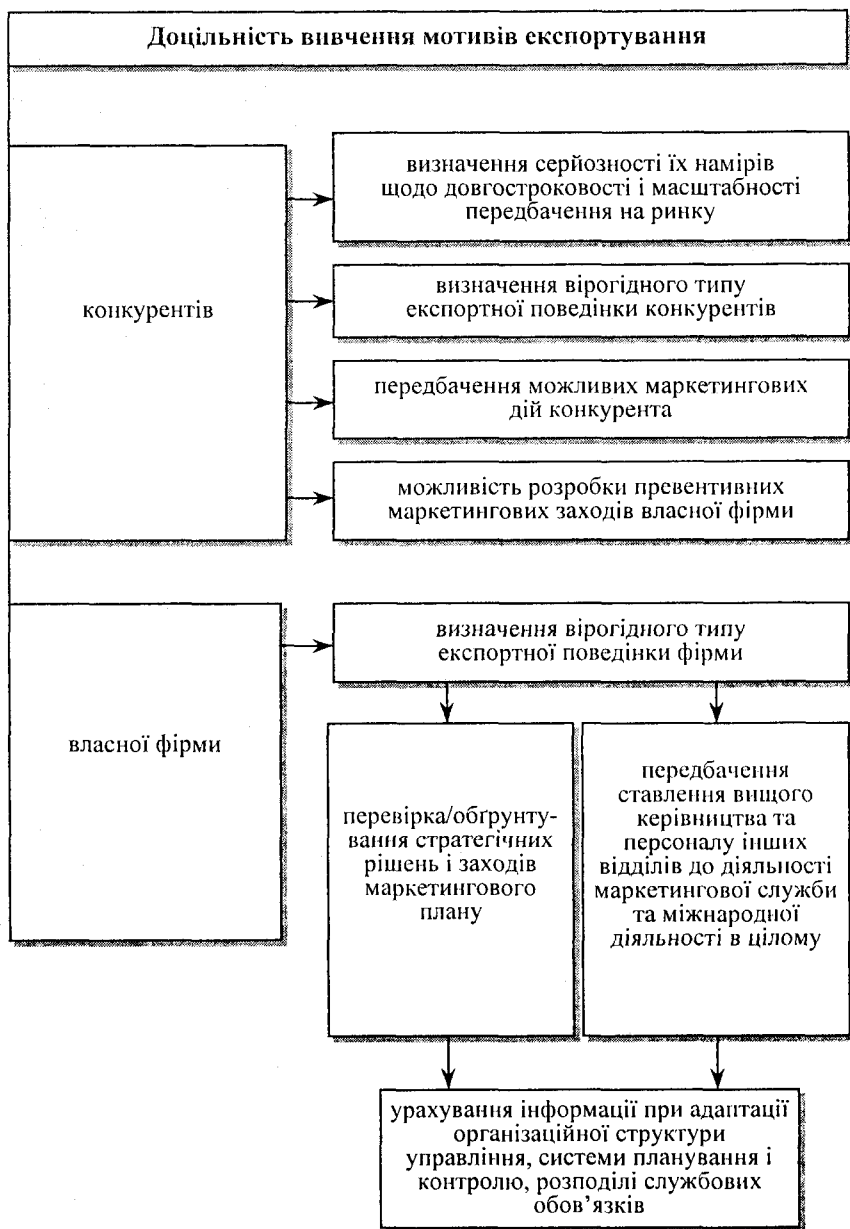 Доцільність вивчення мотивів експортування
конкурентів
визначення серйозності їх намірів
щодо довгостроковості і масштабності
передбачення на ринку
визначення вірогідного типу
експортної поведінки конкурентів
передбачення можливих маркетингових
дій конкурента
можливість розробки превентивних
маркетингових заходів власної фірми
власної фірми
визначення вірогідного типу
експортної поведінки фірми
перевірка/обґрунту-
вання стратегічних
рішень і заходів
маркетингового
плану
передбачення
ставлення вищого
керівництва та
персоналу інших
відділів до діяльності
маркетингової служби
та міжнародної
діяльності в цілому
урахування інформації при адаптації
організаційної структури
управління, системи планування і
контролю, розподілі службових
обов’язків